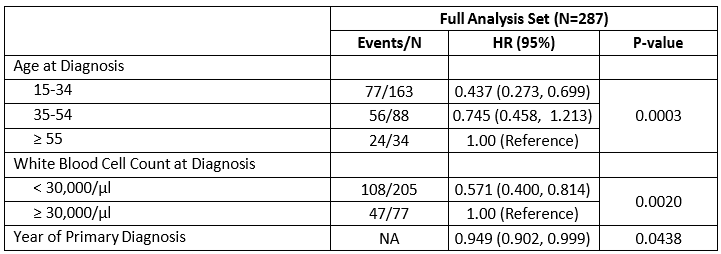 Full Analysis Set (N=287)
Events/N HR (95%) P-value
Age at Diagnosis
15-34 77/163 0.437 (0.273, 0.699)
35-54 56/88 0.745 (0.458, 1.213) 0.0003
≥ 55 24/34 1.00 (Reference)
White Blood Cell Count at Diagnosis
< 30,000/µl 108/205 0.571 (0.400, 0.814) 0.0020
≥ 30,000/µl 47/77 1.00 (Reference)
Year of Primary Diagnosis NA 0.949 (0.902, 0.999) 0.0438